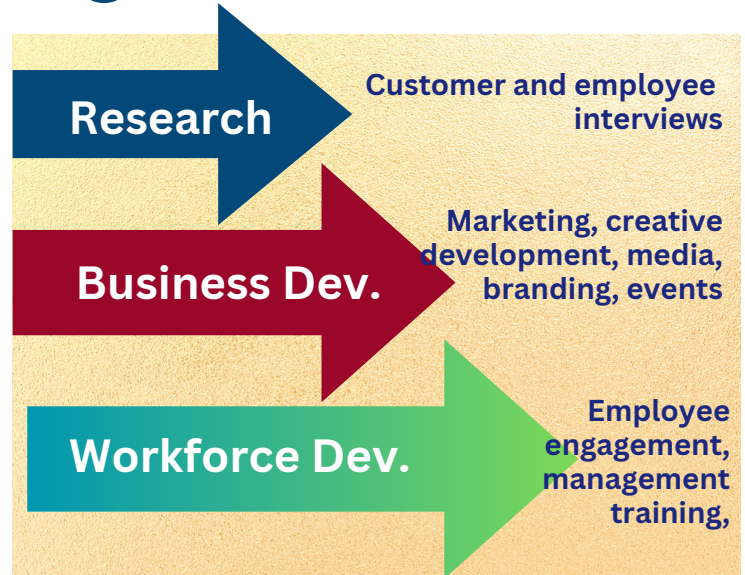 Research
Customer and employee
interviews
Business Dev.
Marketing, creative
development, media,
branding, events
Workforce Dev.
Employee
engagement,
management
training,